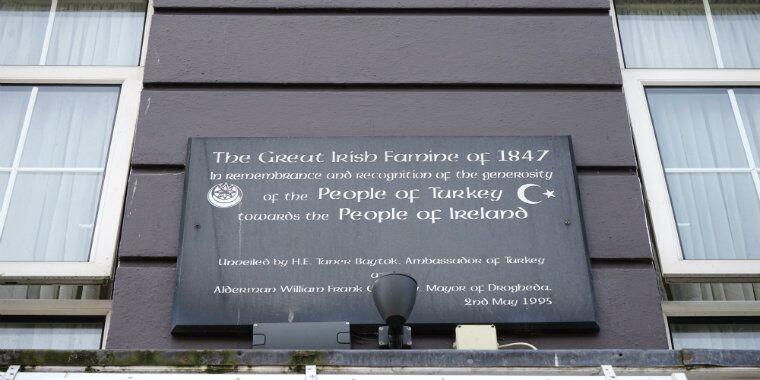 The Great Irish Famine of 1847
In remembrance and recognition of the generosity
of the People of Turkey
towards the People of Ireland
Unveiled by H.E. Taner Baytok, Ambassador of Turkey
Alderman William Frank Mayor of Drogheda.
2nd May 1995